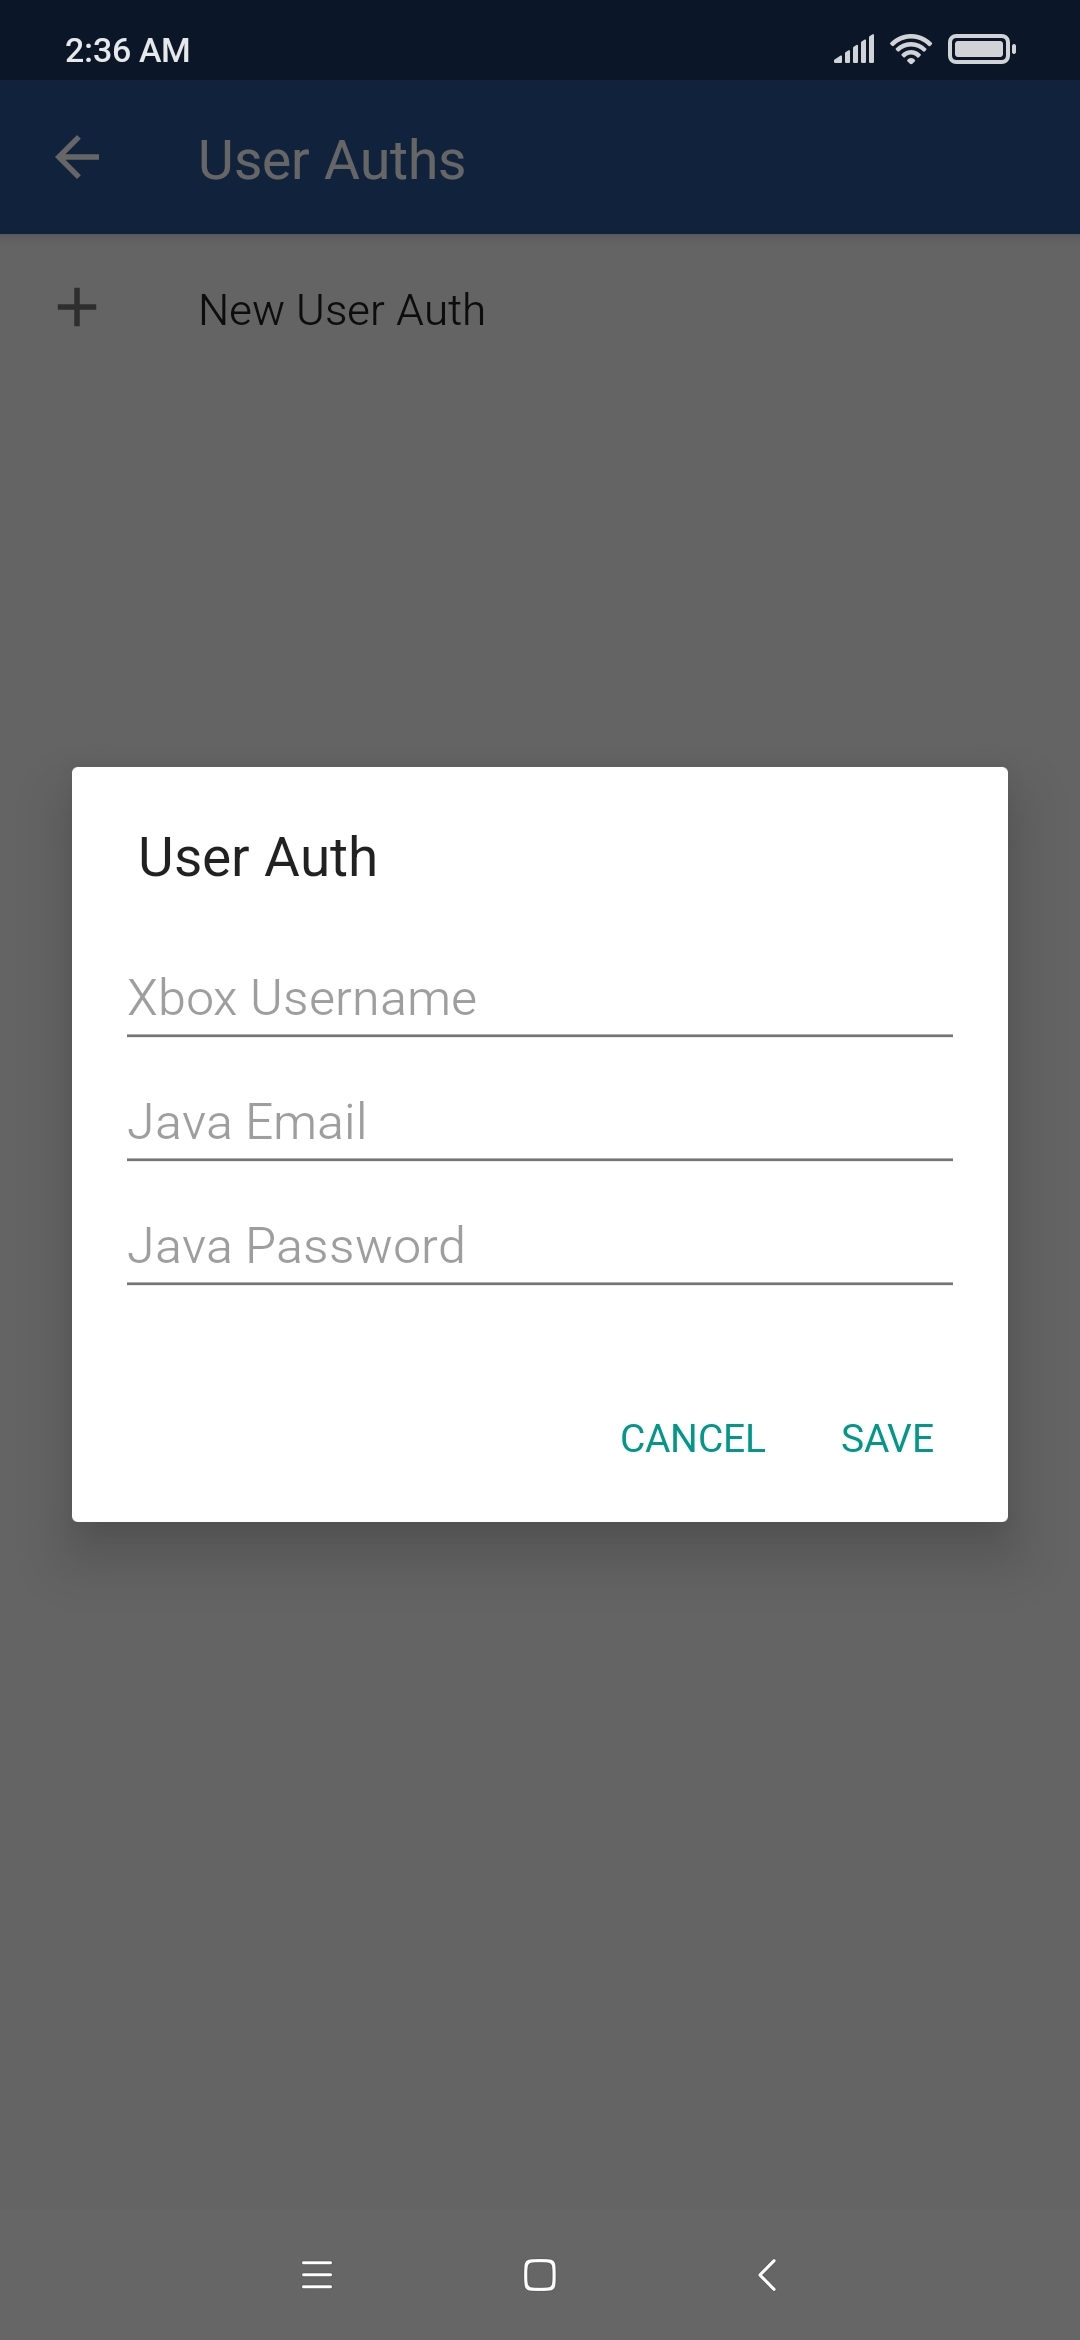 2:36 AM
User Auths
New User Auth
User Auth
Xbox Username
Java Email
Java Password
CANCEL SAVE